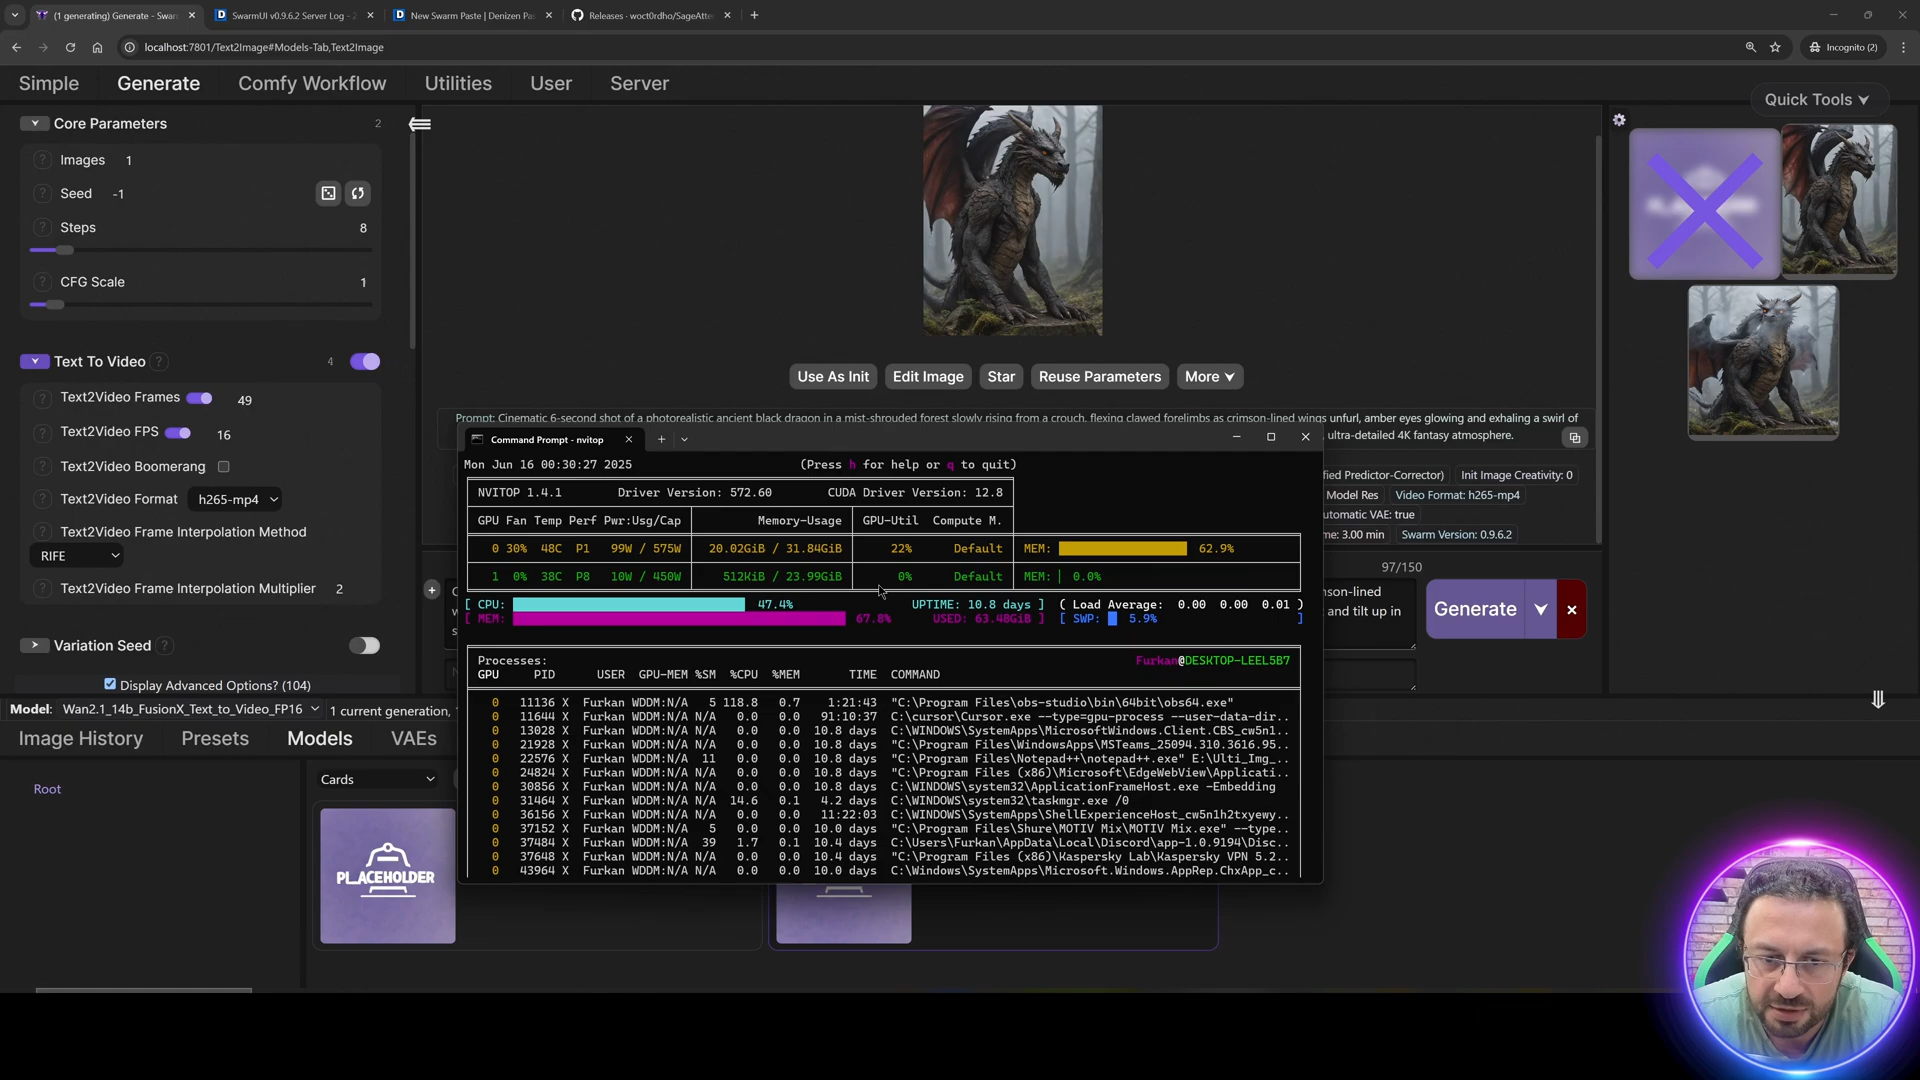 (1 generating) Generate - Swar
SwarmUI v0.9.6.2 Server Log - 2
New Swarm Paste | Denizen Pas
Releases · woct0rdho/SageAtte
localhost:7801/Text2Image#Models-Tab,Text2Image
Incognito (2)
Simple
Generate
Comfy Workflow
Utilities
User
Server
Quick Tools
Core Parameters
2
Images 1
Seed -1
Steps
8
CFG Scale
1
Text To Video ?
4
Text2Video Frames
49
Text2Video FPS
16
Text2Video Boomerang
Text2Video Format
h265-mp4
Text2Video Frame Interpolation Method
RIFE
Text2Video Frame Interpolation Multiplier 2
Variation Seed ?
Display Advanced Options? (104)
Use As Init
Edit Image
Star
Reuse Parameters
More
Prompt: Cinematic 6-second shot of a photorealistic ancient black dragon in a mist-shrouded forest slowly rising from a crouch, flexing clawed forelimbs as crimson-lined wings unfurl, amber eyes glowing and exhaling a swirl of
ultra-detailed 4K fantasy atmosphere.
fied Predictor-Corrector)
Init Image Creativity: 0
Model Res
Video Format: h265-mp4
utomatic VAE: true
me: 3.00 min
Swarm Version: 0.9.6.2
97/150
nson-lined
t and tilt up in
Generate
Command Prompt - nvitop
Mon Jun 16 00:30:27 2025
(Press h for help or q to quit)
NVITOP 1.4.1 Driver Version: 572.60 CUDA Driver Version: 12.8
GPU Fan Temp Perf Pwr:Usg/Cap Memory-Usage GPU-Util Compute M.
0 30% 48C P1 99W / 575W 20.02GiB / 31.84GiB 22% Default MEM: 62.9%
1 0% 38C P8 10W / 450W 512KiB / 23.99GiB 0% Default MEM: 0.0%
[ CPU: 47.4% UPTIME: 10.8 days ] ( Load Average: 0.00 0.00 0.01 )
[ MEM: 67.8% USED: 63.48GiB ] [ SWP: 5.9% ]
Processes:
Furkan@DESKTOP-LEEL5B7
GPU PID USER GPU-MEM %SM %CPU %MEM TIME COMMAND
0 11136 X Furkan WDDM:N/A 5 118.8 0.7 1:21:43 "C:\Program Files\obs-studio\bin\64bit\obs64.exe"
0 11644 X Furkan WDDM:N/A N/A 0.0 0.0 91:10:37 C:\cursor\Cursor.exe --type=gpu-process --user-data-dir..
0 13028 X Furkan WDDM:N/A N/A 0.0 0.0 10.8 days C:\WINDOWS\SystemApps\MicrosoftWindows.Client.CBS_cw5n1..
0 21928 X Furkan WDDM:N/A N/A 0.0 0.0 10.8 days "C:\Program Files\WindowsApps\MSTeams_25094.310.3616.95..
0 22576 X Furkan WDDM:N/A 11 0.0 0.0 10.8 days "C:\Program Files\Notepad++\notepad++.exe" E:\Ulti_Img_..
0 24824 X Furkan WDDM:N/A N/A 0.0 0.0 10.8 days "C:\Program Files (x86)\Microsoft\EdgeWebView\Applicati..
0 30856 X Furkan WDDM:N/A N/A 0.0 0.0 10.8 days C:\WINDOWS\system32\ApplicationFrameHost.exe -Embedding
0 31464 X Furkan WDDM:N/A N/A 14.6 0.1 4.2 days C:\WINDOWS\system32\taskmgr.exe /0
0 36156 X Furkan WDDM:N/A N/A 0.0 0.0 11:22:03 C:\WINDOWS\SystemApps\ShellExperienceHost_cw5n1h2txyewy..
0 37152 X Furkan WDDM:N/A 5 0.0 0.0 10.0 days "C:\Program Files\Shure\MOTIV Mix\MOTIV Mix.exe" --type..
0 37484 X Furkan WDDM:N/A 39 1.7 0.1 10.4 days C:\Users\Furkan\AppData\Local\Discord\app-1.0.9194\Disc..
0 37648 X Furkan WDDM:N/A N/A 0.0 0.0 10.4 days "C:\Program Files (x86)\Kaspersky Lab\Kaspersky VPN 5.2..
0 43964 X Furkan WDDM:N/A N/A 0.0 0.0 10.0 days C:\Windows\SystemApps\Microsoft.Windows.AppRep.ChxApp_c..
Model: Wan2.1_14b_FusionX_Text_to_Video_FP16
1 current generation,
Image History
Presets
Models
VAEs
Root
Cards
PLACEHOLDER